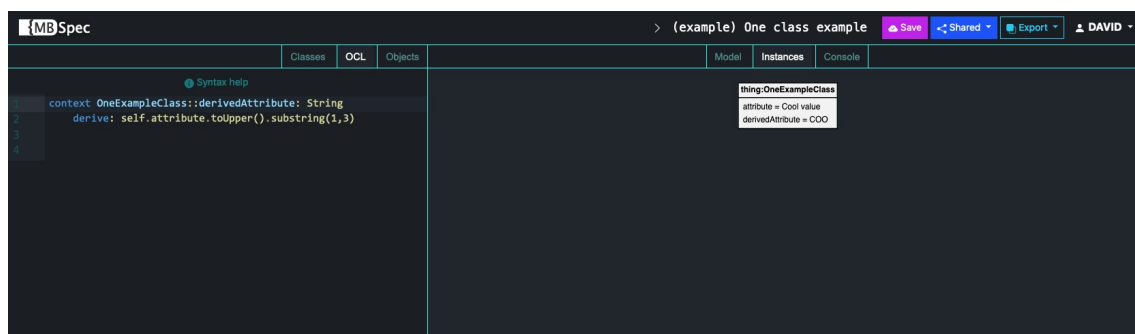 {MB}Spec
> (example) One class example
Save
Shared
Export
DAVID
Classes
OCL
Objects
Model
Instances
Console
Syntax help
1 context OneExampleClass::derivedAttribute: String
2 derive: self.attribute.toUpper().substring(1,3)
3
4
thing:OneExampleClass
attribute = Cool value
derivedAttribute = COO